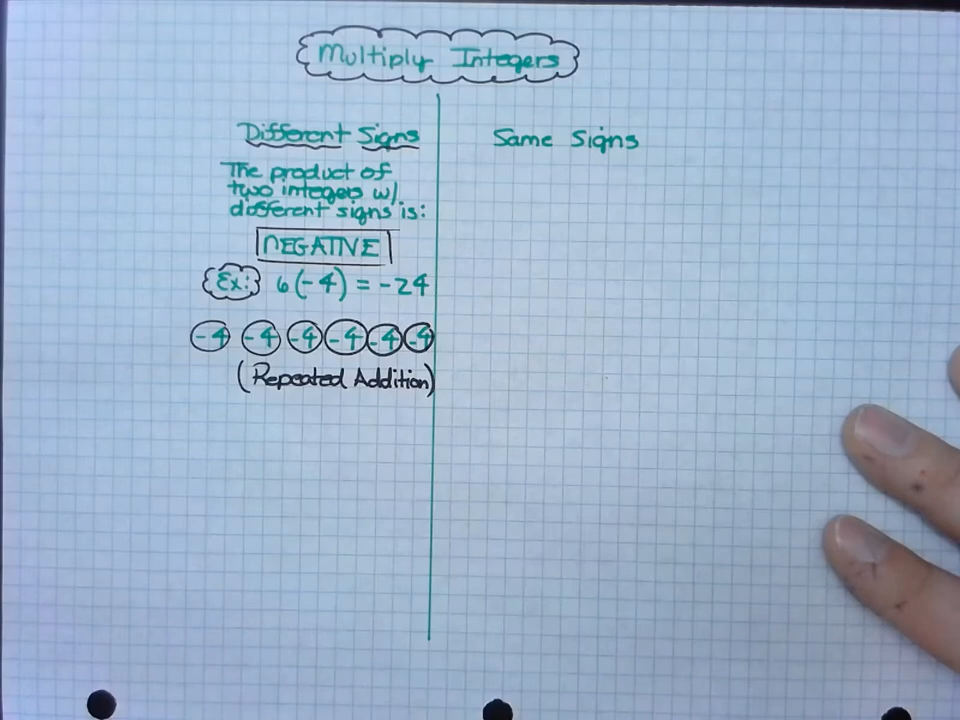 Multiply Integers
Different Signs
The product of
two integers w/
different signs is:
NEGATIVE
Ex: 6(-4) = -24
-4 -4 -4 -4 -4 -4
(Repeated Addition)
Same Signs